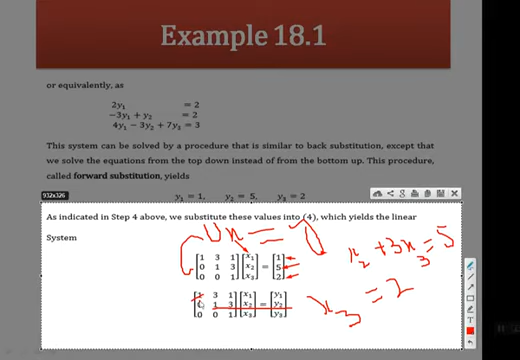 Example 18.1
or equivalently, as
2y₁ = 2
−3y₁ + y₂ = 2
4y₁ − 3y₂ + 7y₃ = 3
This system can be solved by a procedure that is similar to back substitution, except that
we solve the equations from the top down instead of from the bottom up. This procedure,
called forward substitution, yields
y₁ = 1, y₂ = 5, y₃ = 2
932x326
As indicated in Step 4 above, we substitute these values into (4), which yields the linear
System
Ux = y
[1 3 1] [x₁] [1]
[0 1 3] [x₂] = [5]
[0 0 1] [x₃] [2]
x₂ + 3x₃ = 5
[1 3 1] [x₁] [y₁]
[0 1 3] [x₂] = [y₂]
[0 0 1] [x₃] [y₃]
x₃ = 2